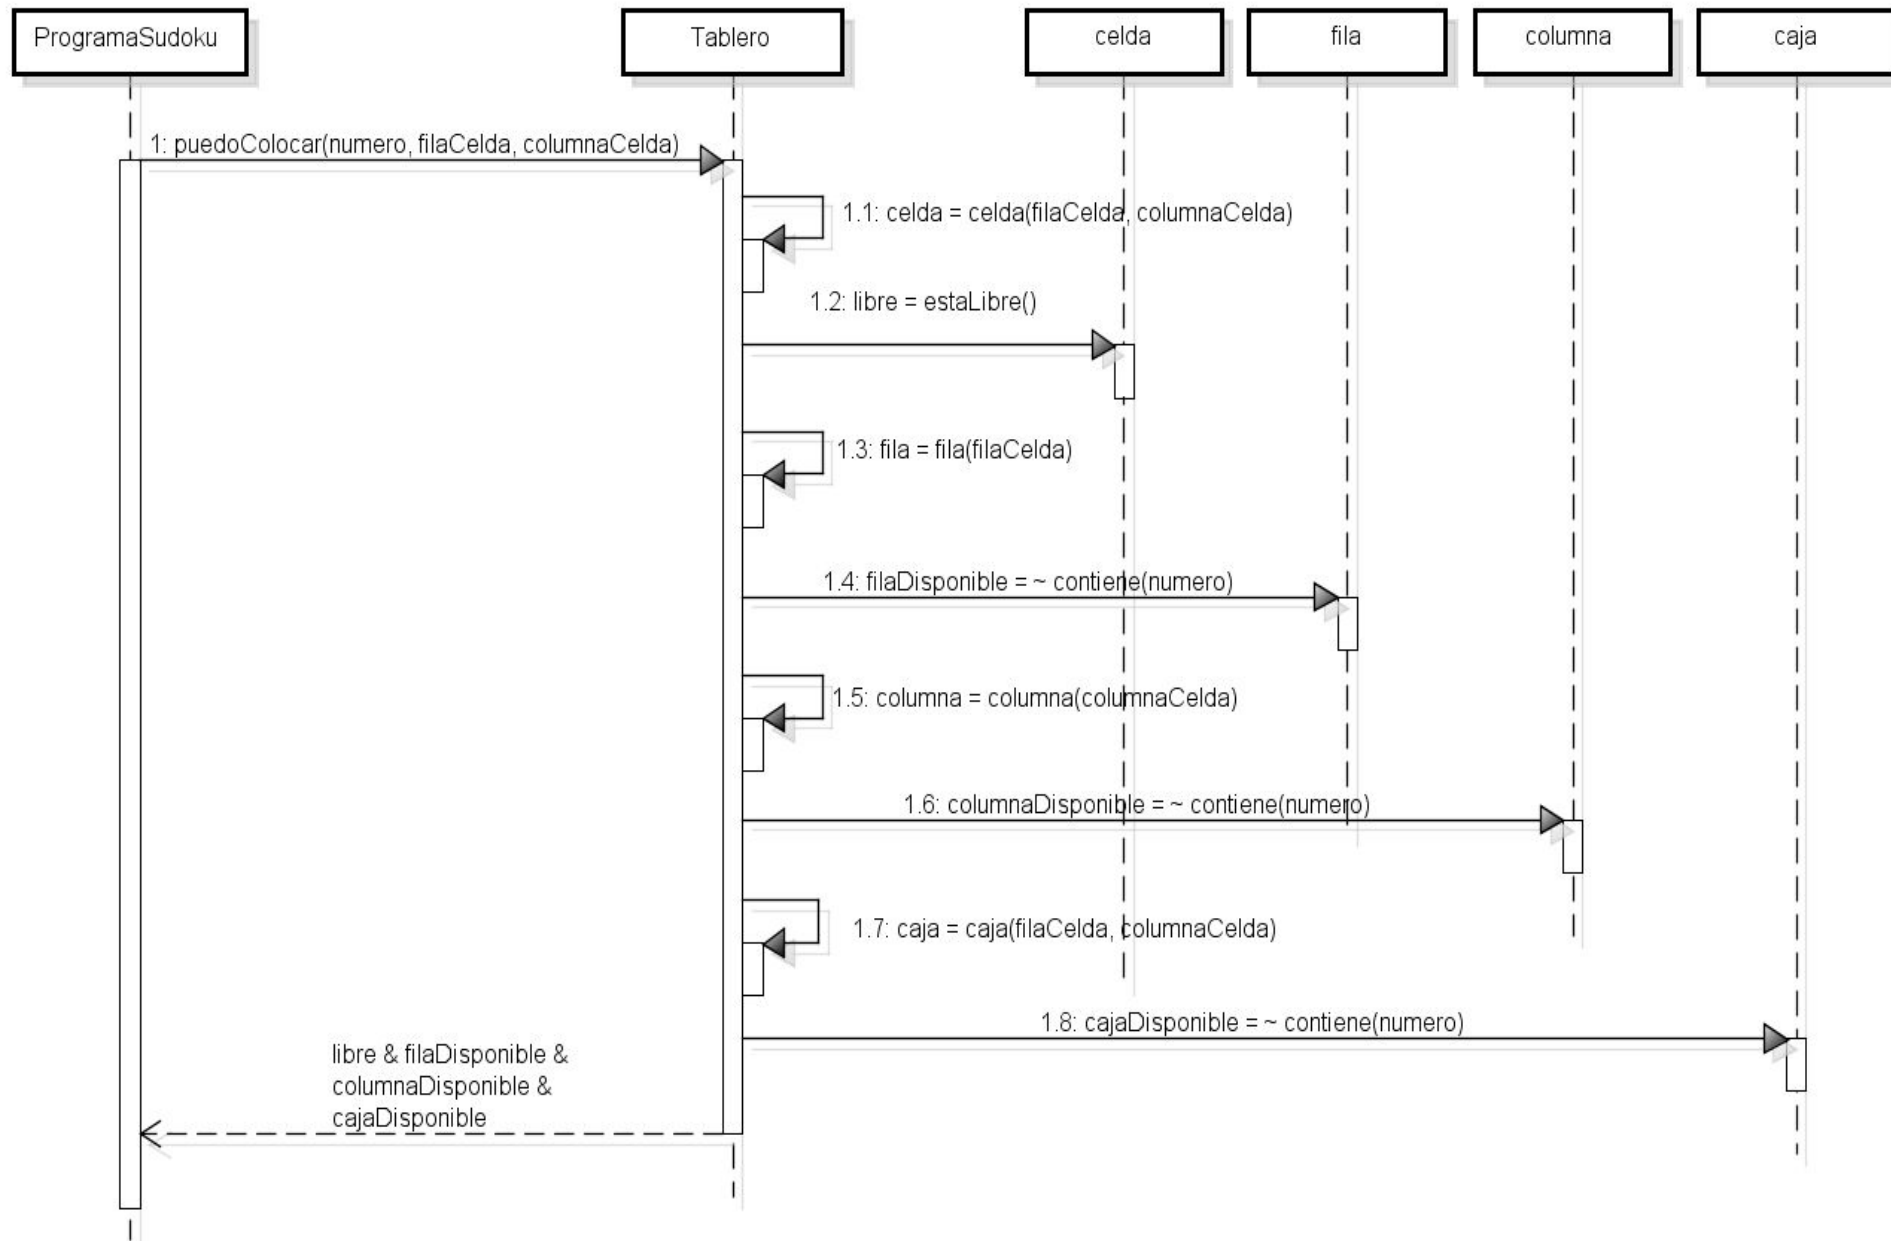 ProgramaSudoku
Tablero
celda
fila
columna
caja
1: puedoColocar(numero, filaCelda, columnaCelda)
1.1: celda = celda(filaCelda, columnaCelda)
1.2: libre = estaLibre()
1.3: fila = fila(filaCelda)
1.4: filaDisponible = ~ contiene(numero)
1.5: columna = columna(columnaCelda)
1.6: columnaDisponible = ~ contiene(numero)
1.7: caja = caja(filaCelda, columnaCelda)
1.8: cajaDisponible = ~ contiene(numero)
libre & filaDisponible &
columnaDisponible &
cajaDisponible